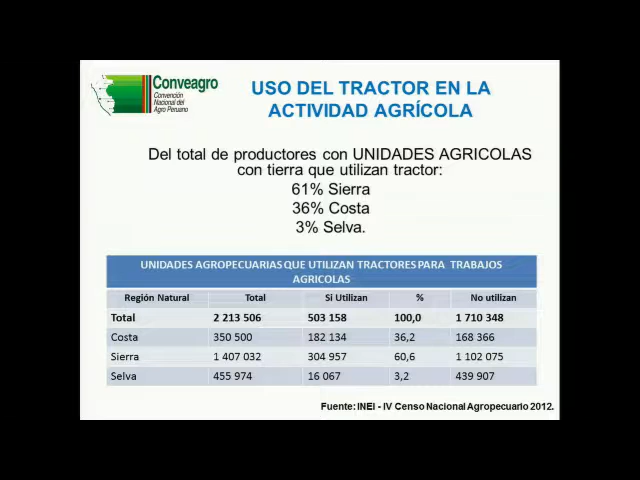 Conveagro
Convención
Nacional del
Agro Peruano
USO DEL TRACTOR EN LA
ACTIVIDAD AGRÍCOLA
Del total de productores con UNIDADES AGRICOLAS
con tierra que utilizan tractor:
61% Sierra
36% Costa
3% Selva.
UNIDADES AGROPECUARIAS QUE UTILIZAN TRACTORES PARA TRABAJOS
AGRICOLAS
Región Natural Total Si Utilizan % No utilizan
Total 2 213 506 503 158 100,0 1 710 348
Costa 350 500 182 134 36,2 168 366
Sierra 1 407 032 304 957 60,6 1 102 075
Selva 455 974 16 067 3,2 439 907
Fuente: INEI - IV Censo Nacional Agropecuario 2012.